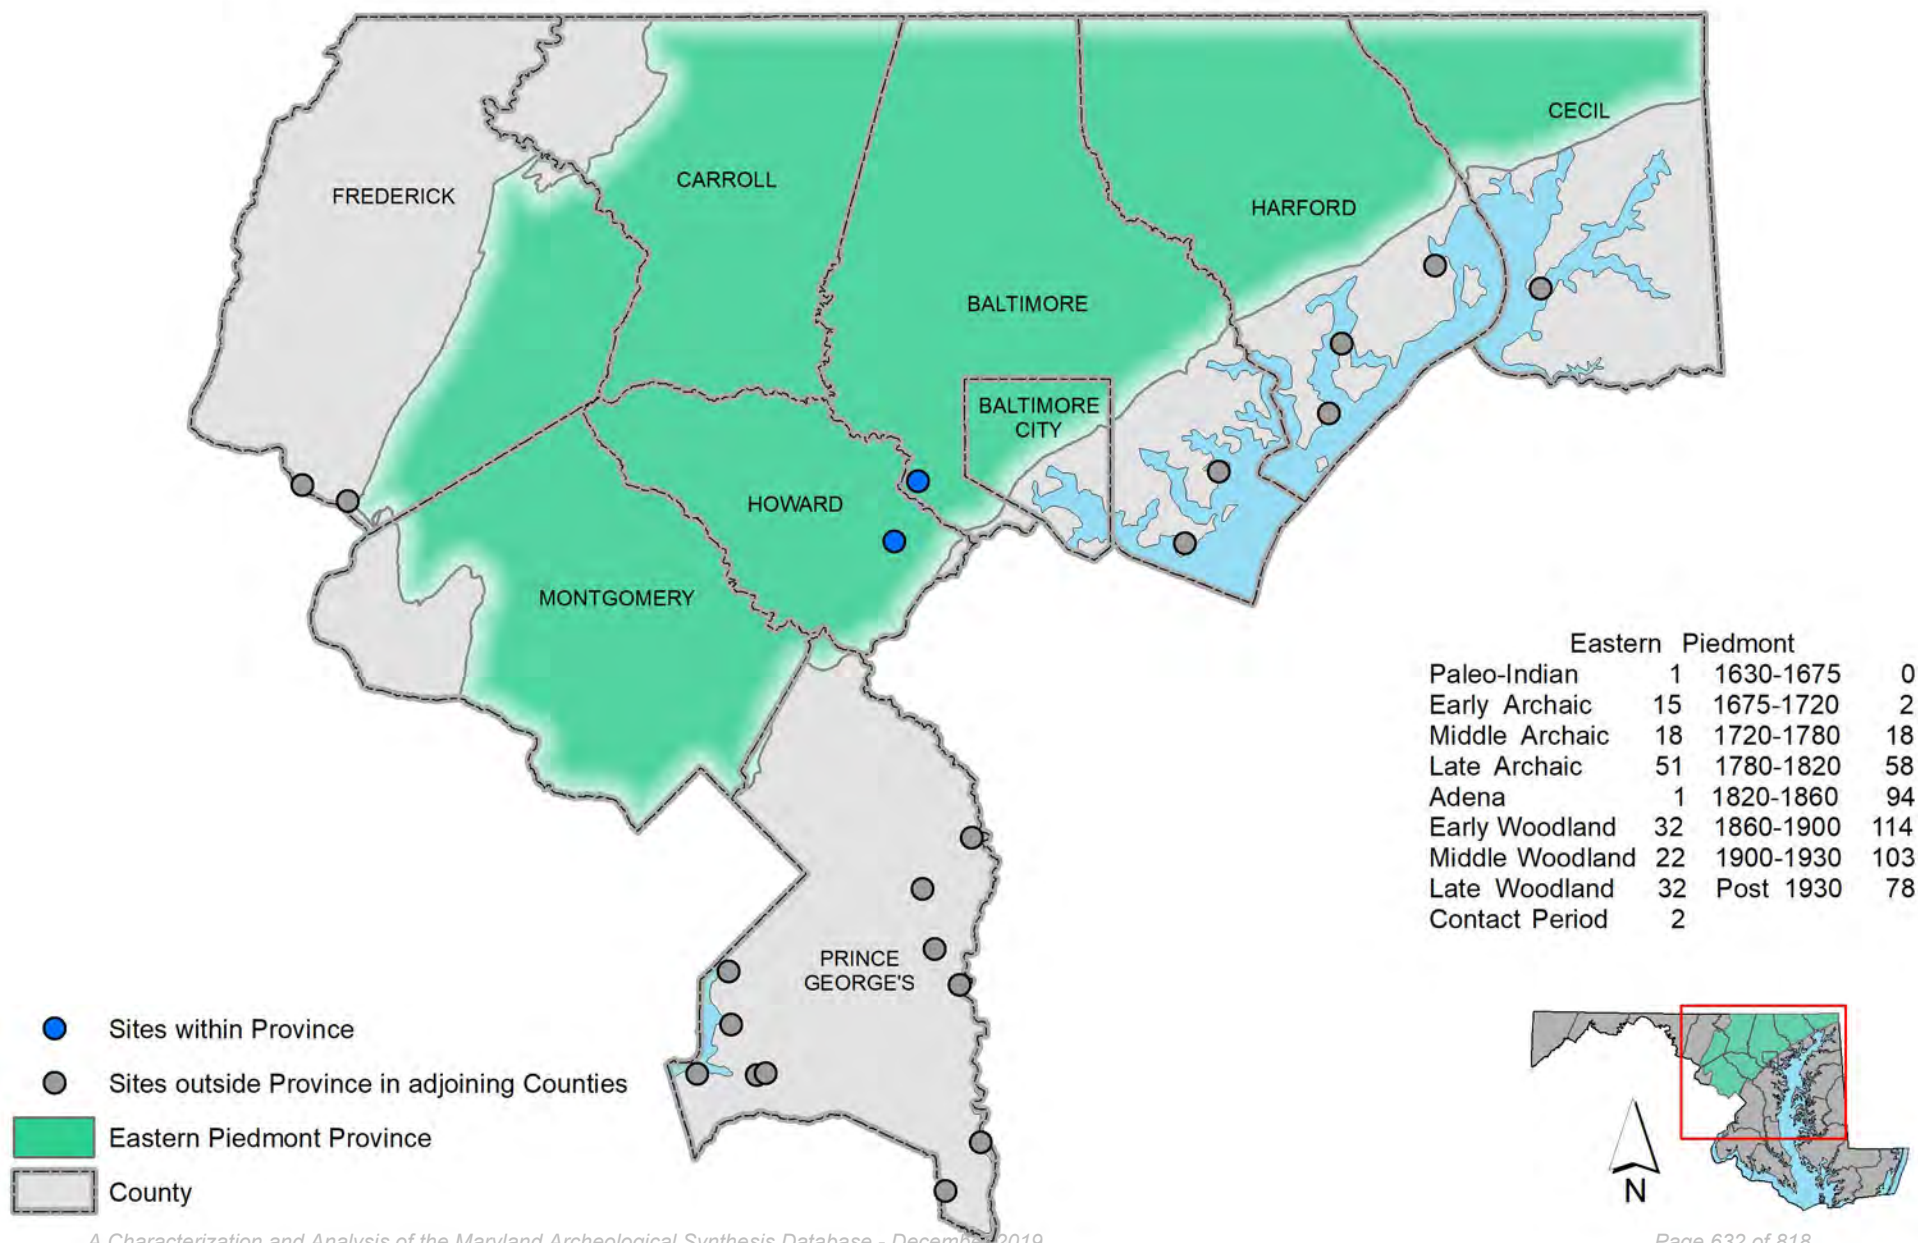 CECIL
CARROLL
FREDERICK
HARFORD
BALTIMORE
BALTIMORE
CITY
HOWARD
MONTGOMERY
PRINCE
GEORGE'S
Eastern Piedmont
Paleo-Indian 1 1630-1675 0
Early Archaic 15 1675-1720 2
Middle Archaic 18 1720-1780 18
Late Archaic 51 1780-1820 58
Adena 1 1820-1860 94
Early Woodland 32 1860-1900 114
Middle Woodland 22 1900-1930 103
Late Woodland 32 Post 1930 78
Contact Period 2
Sites within Province
Sites outside Province in adjoining Counties
Eastern Piedmont Province
County
N
A Characterization and Analysis of the Maryland Archeological Synthesis Database - December 2019
Page 632 of 818